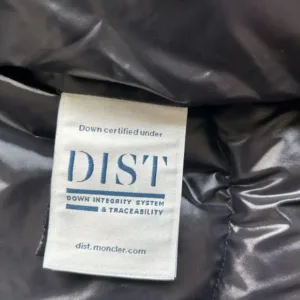 Down certified under
DIST
DOWN INTEGRITY SYSTEM
& TRACEABILITY
dist.moncler.com